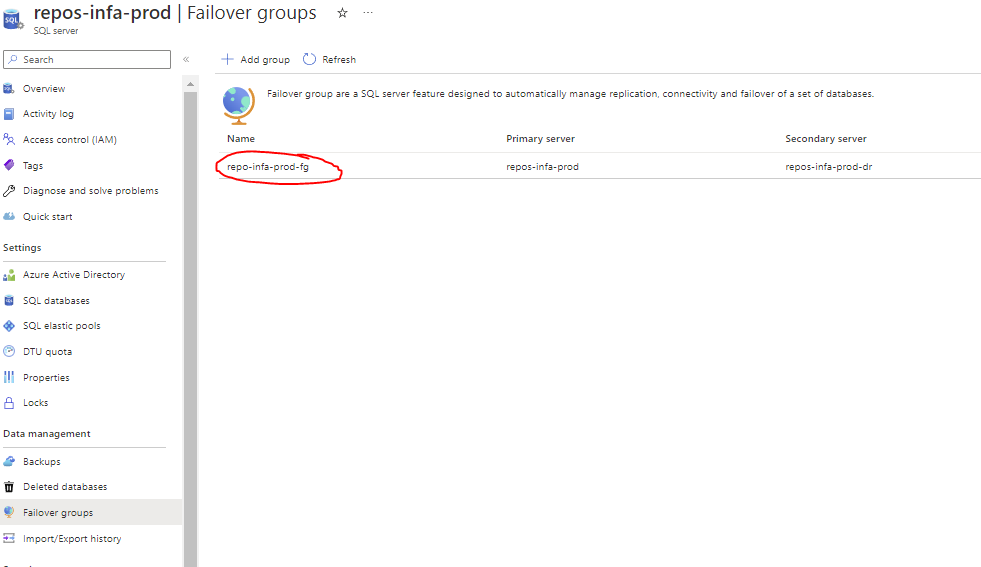 repos-infa-prod | Failover groups
SQL server
Search
Overview
Activity log
Access control (IAM)
Tags
Diagnose and solve problems
Quick start
Settings
Azure Active Directory
SQL databases
SQL elastic pools
DTU quota
Properties
Locks
Data management
Backups
Deleted databases
Failover groups
Import/Export history
Add group Refresh
Failover group are a SQL server feature designed to automatically manage replication, connectivity and failover of a set of databases.
Name Primary server Secondary server
repo-infa-prod-fg repos-infa-prod repos-infa-prod-dr